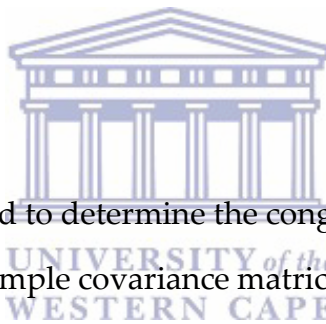 d to determine the cong
UNIVERSITY of the
mple covariance matric
WESTERN CAPE